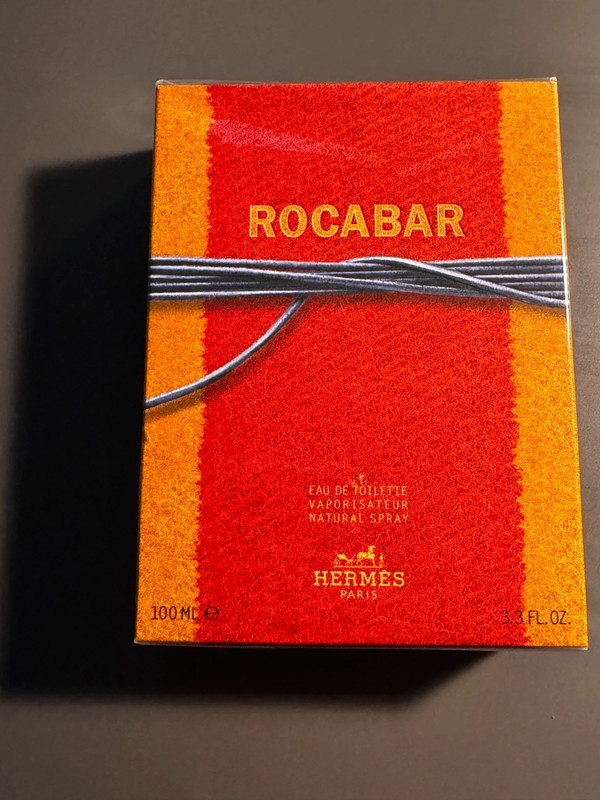 ROCABAR
EAU DE TOILETTE
VAPORISATEUR
NATURAL SPRAY
HERMÈS
PARIS
100 ML ℮
3.3 FL.OZ.